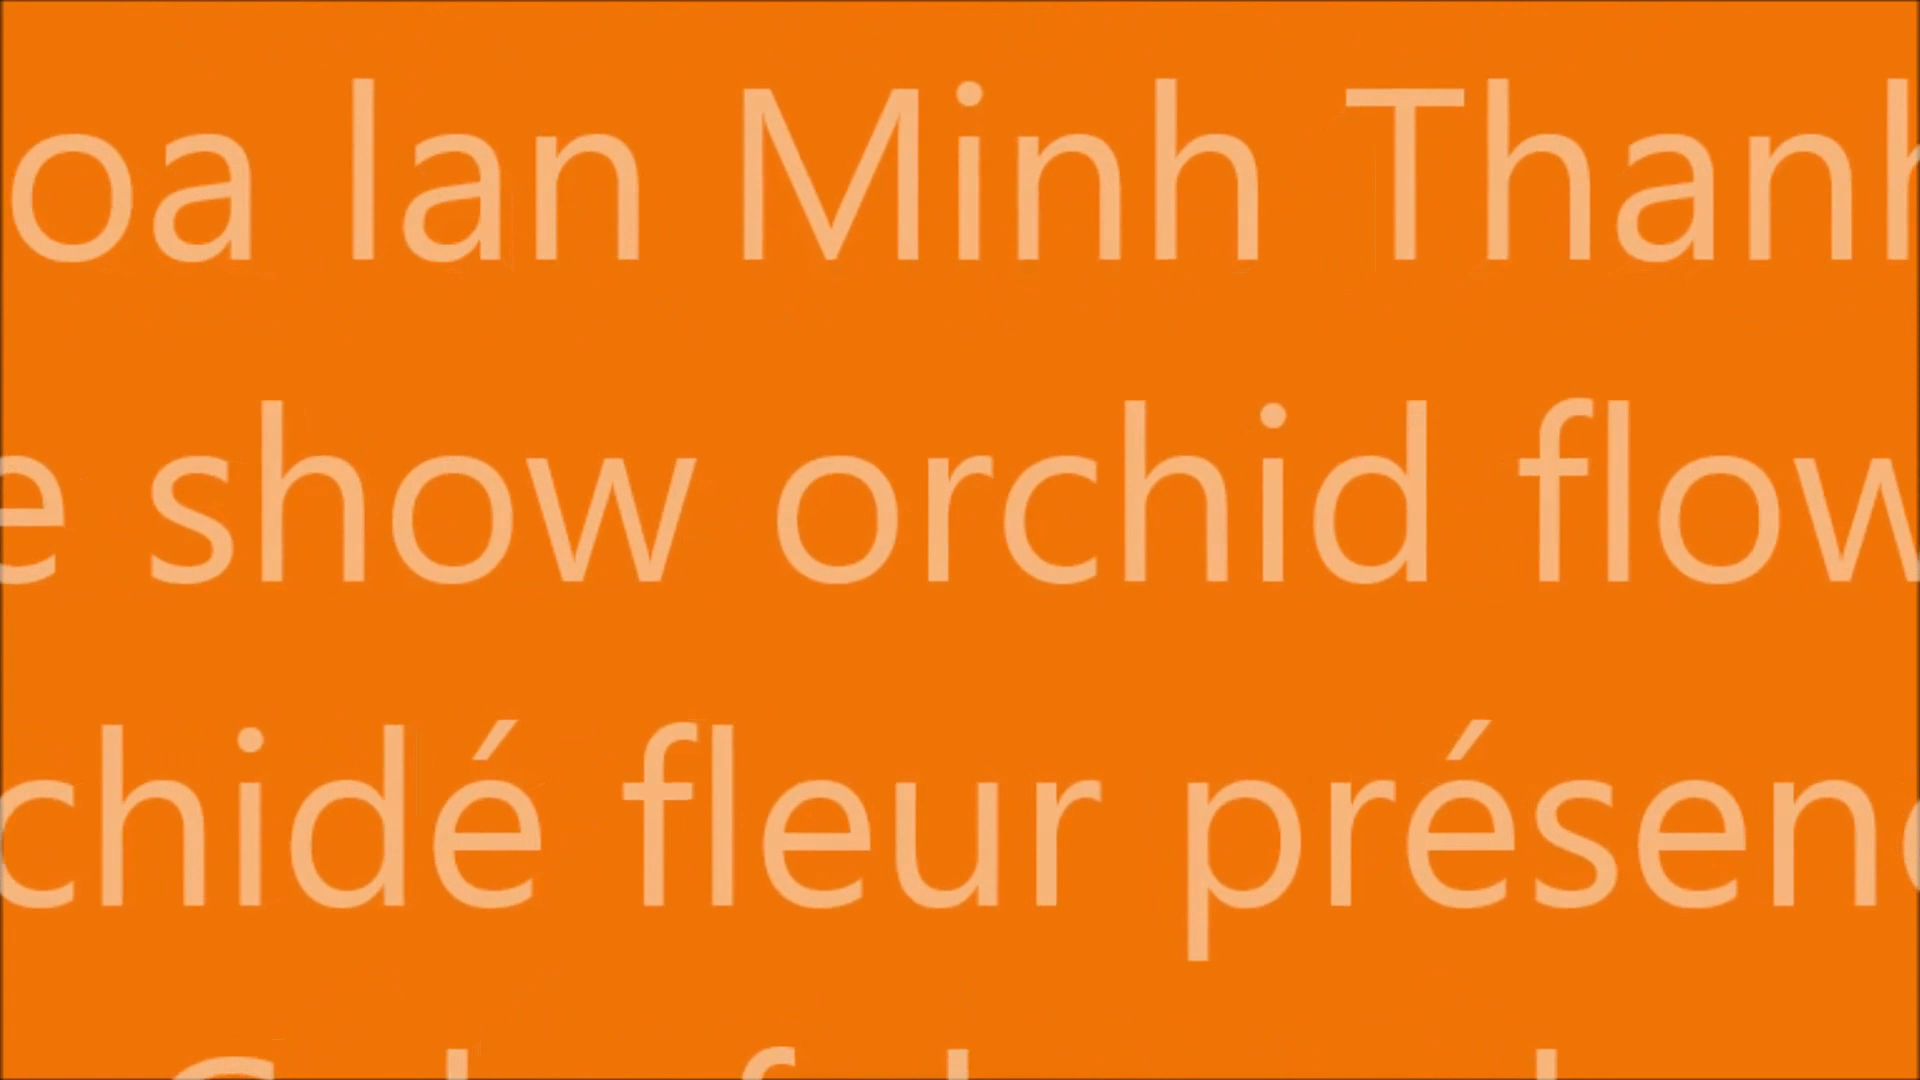 oa lan Minh Thanh
e show orchid flow
chidé fleur présen